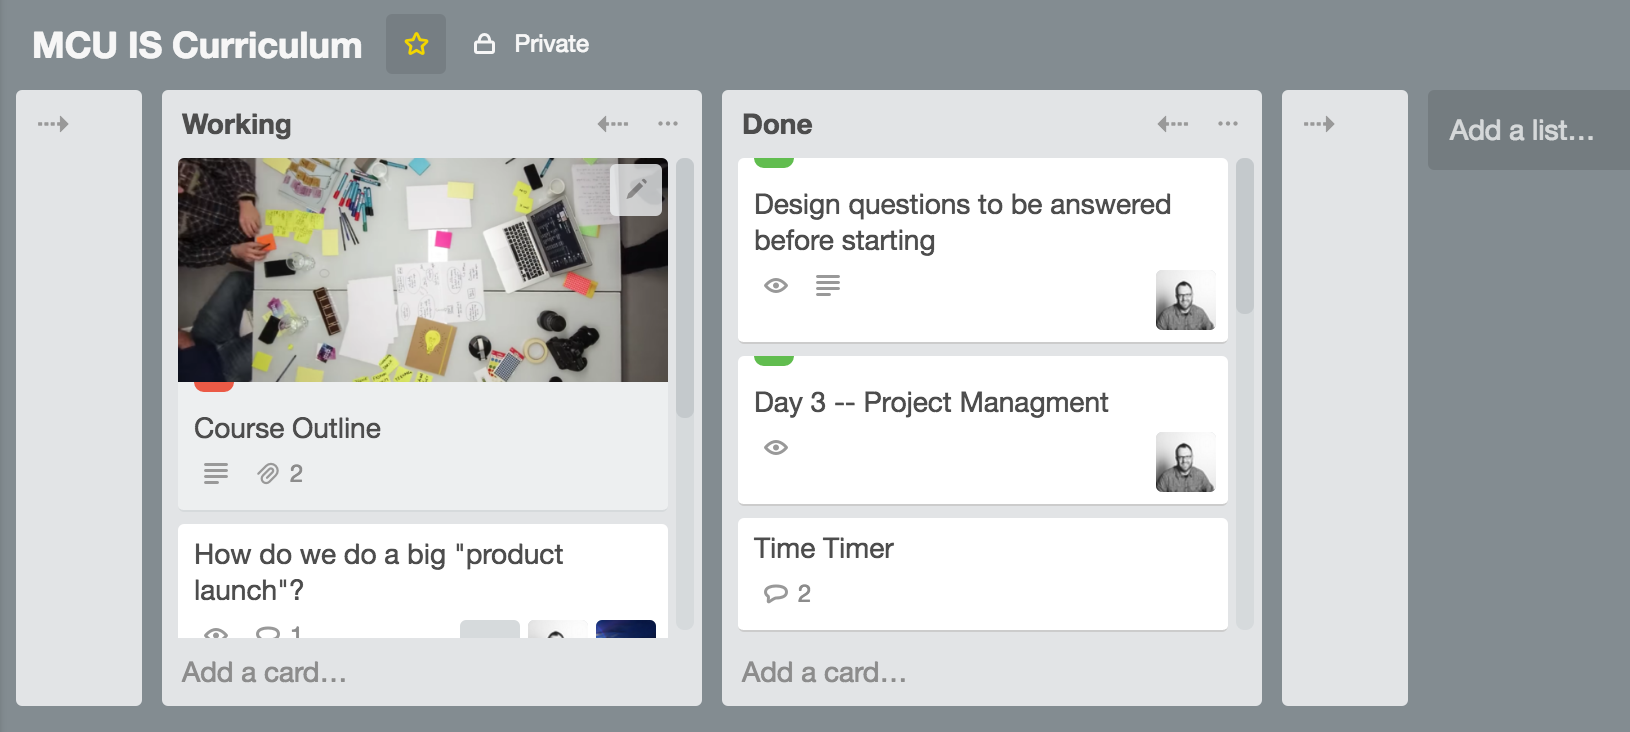 MCU IS Curriculum
Private
Working
Course Outline
2
How do we do a big "product
launch"?
1
Add a card…
Done
Design questions to be answered
before starting
Day 3 -- Project Managment
Time Timer
2
Add a card…
Add a list…